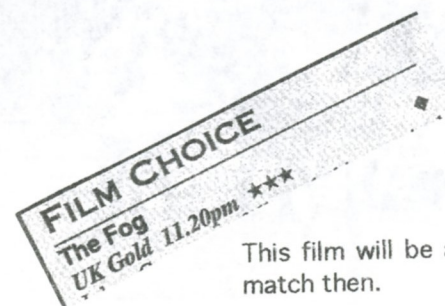 FILM CHOICE
The Fog
UK Gold 11.20pm ★★★
This film will be
match then.